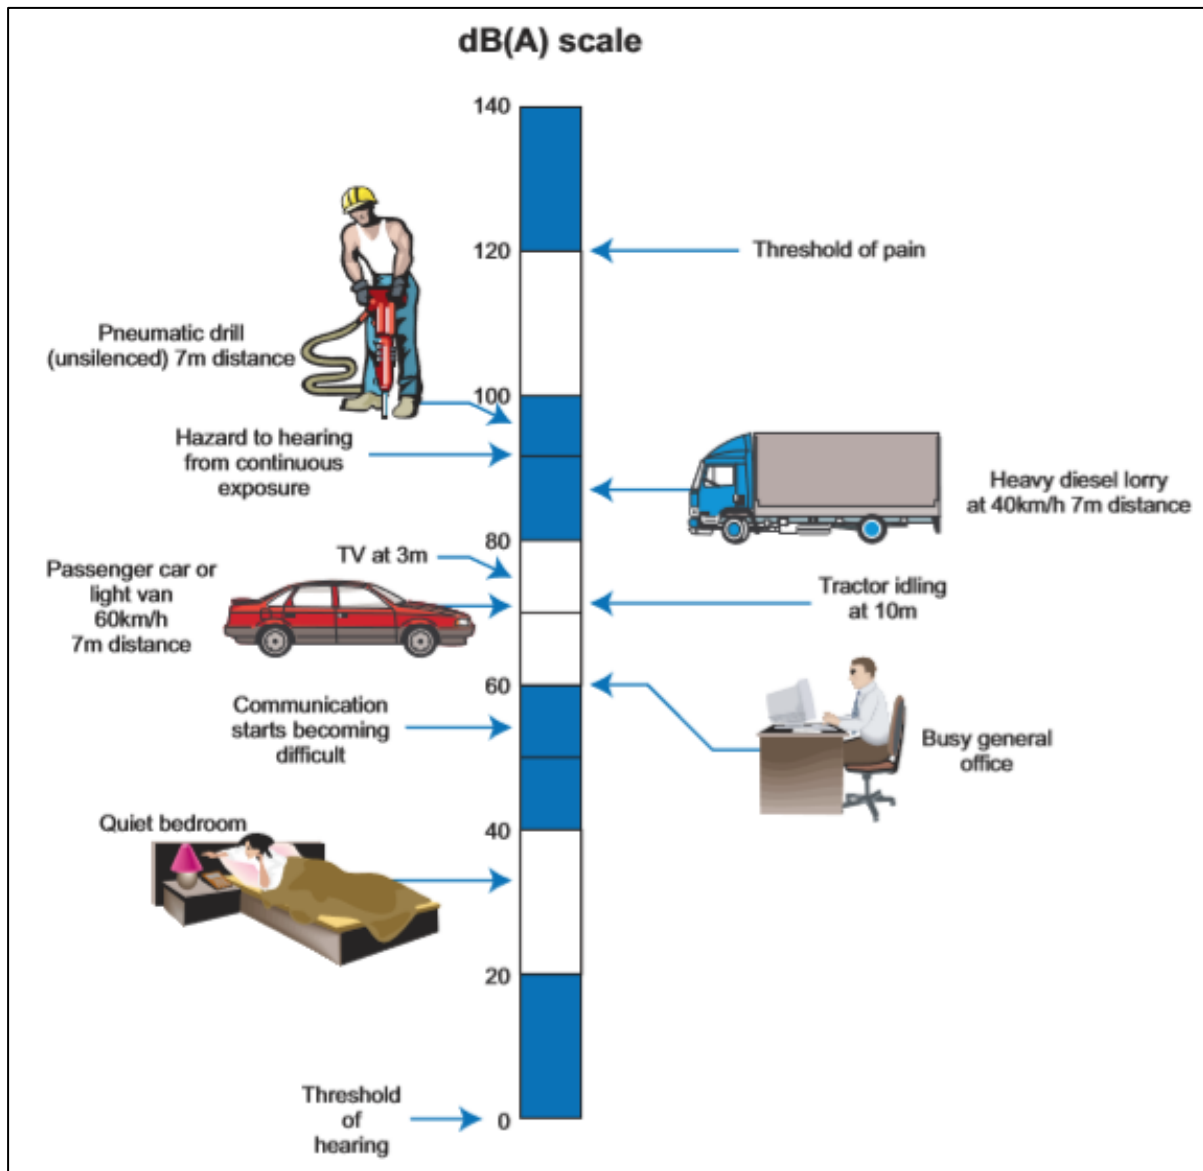 dB(A) scale
140
120
Threshold of pain
Pneumatic drill
(unsilenced) 7m distance
100
Hazard to hearing
from continuous
exposure
Heavy diesel lorry
at 40km/h 7m distance
80
TV at 3m
Passenger car or
light van
60km/h
7m distance
Tractor idling
at 10m
60
Communication
starts becoming
difficult
Busy general
office
40
Quiet bedroom
20
Threshold
of
hearing
0